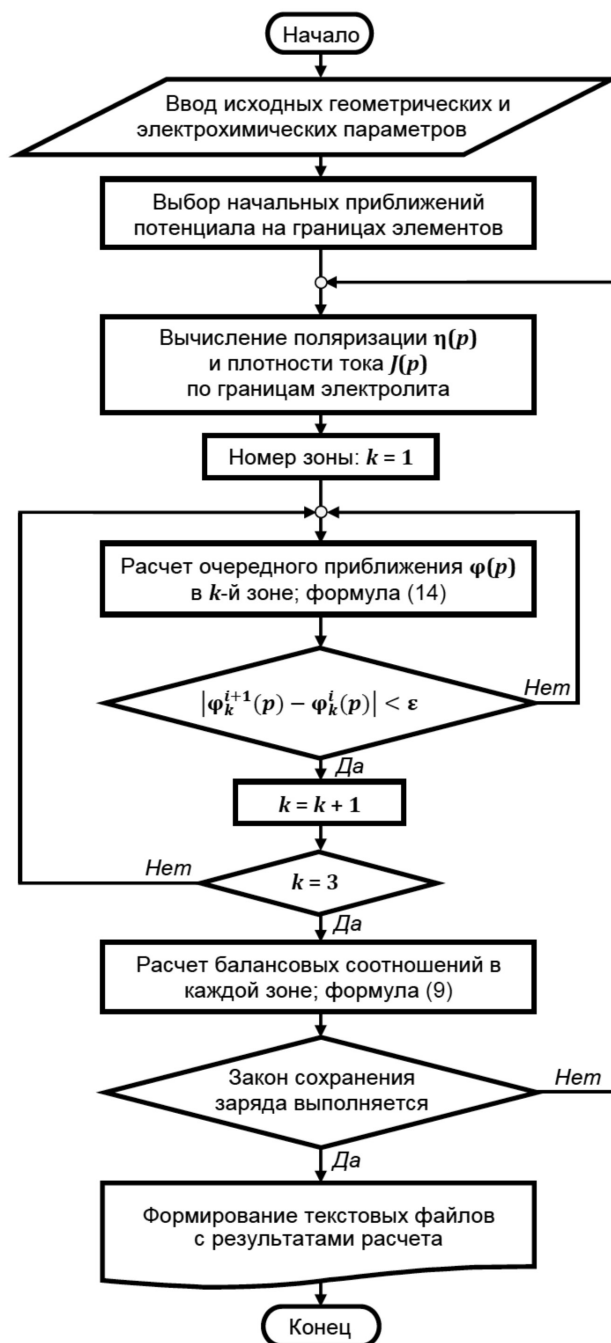 Начало
Ввод исходных геометрических и
электрохимических параметров
Выбор начальных приближений
потенциала на границах элементов
Вычисление поляризации η(p)
и плотности тока J(p)
по границам электролита
Номер зоны: k = 1
Расчет очередного приближения φ(p)
в k-й зоне; формула (14)
|φₖⁱ⁺¹(p) − φₖⁱ(p)| < ε
Нет
Да
k = k + 1
Нет
k = 3
Да
Расчет балансовых соотношений в
каждой зоне; формула (9)
Закон сохранения
заряда выполняется
Нет
Да
Формирование текстовых файлов
с результатами расчета
Конец